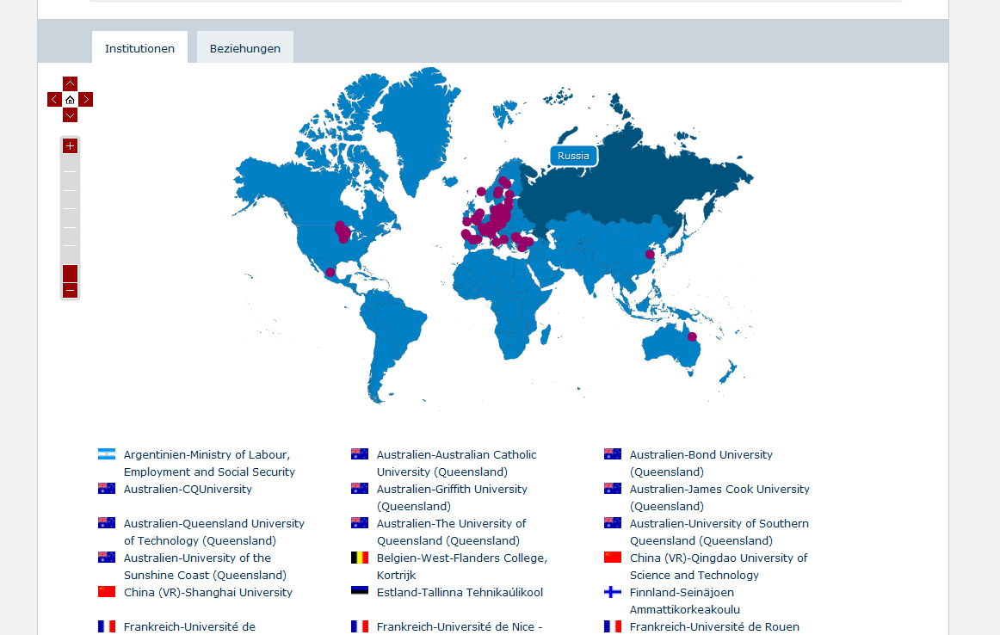 Institutionen
Beziehungen
Russia
Argentinien-Ministry of Labour,
Employment and Social Security
Australien-Australian Catholic
University (Queensland)
Australien-Bond University
(Queensland)
Australien-CQUniversity
Australien-Griffith University
(Queensland)
Australien-James Cook University
(Queensland)
Australien-Queensland University
of Technology (Queensland)
Australien-The University of
Queensland (Queensland)
Australien-University of Southern
Queensland (Queensland)
Australien-University of the
Sunshine Coast (Queensland)
Belgien-West-Flanders College,
Kortrijk
China (VR)-Qingdao University of
Science and Technology
China (VR)-Shanghai University
Estland-Tallinna Tehnikaúlikool
Finnland-Seinäjoen
Ammattikorkeakoulu
Frankreich-Université de
Frankreich-Université de Nice -
Frankreich-Université de Rouen